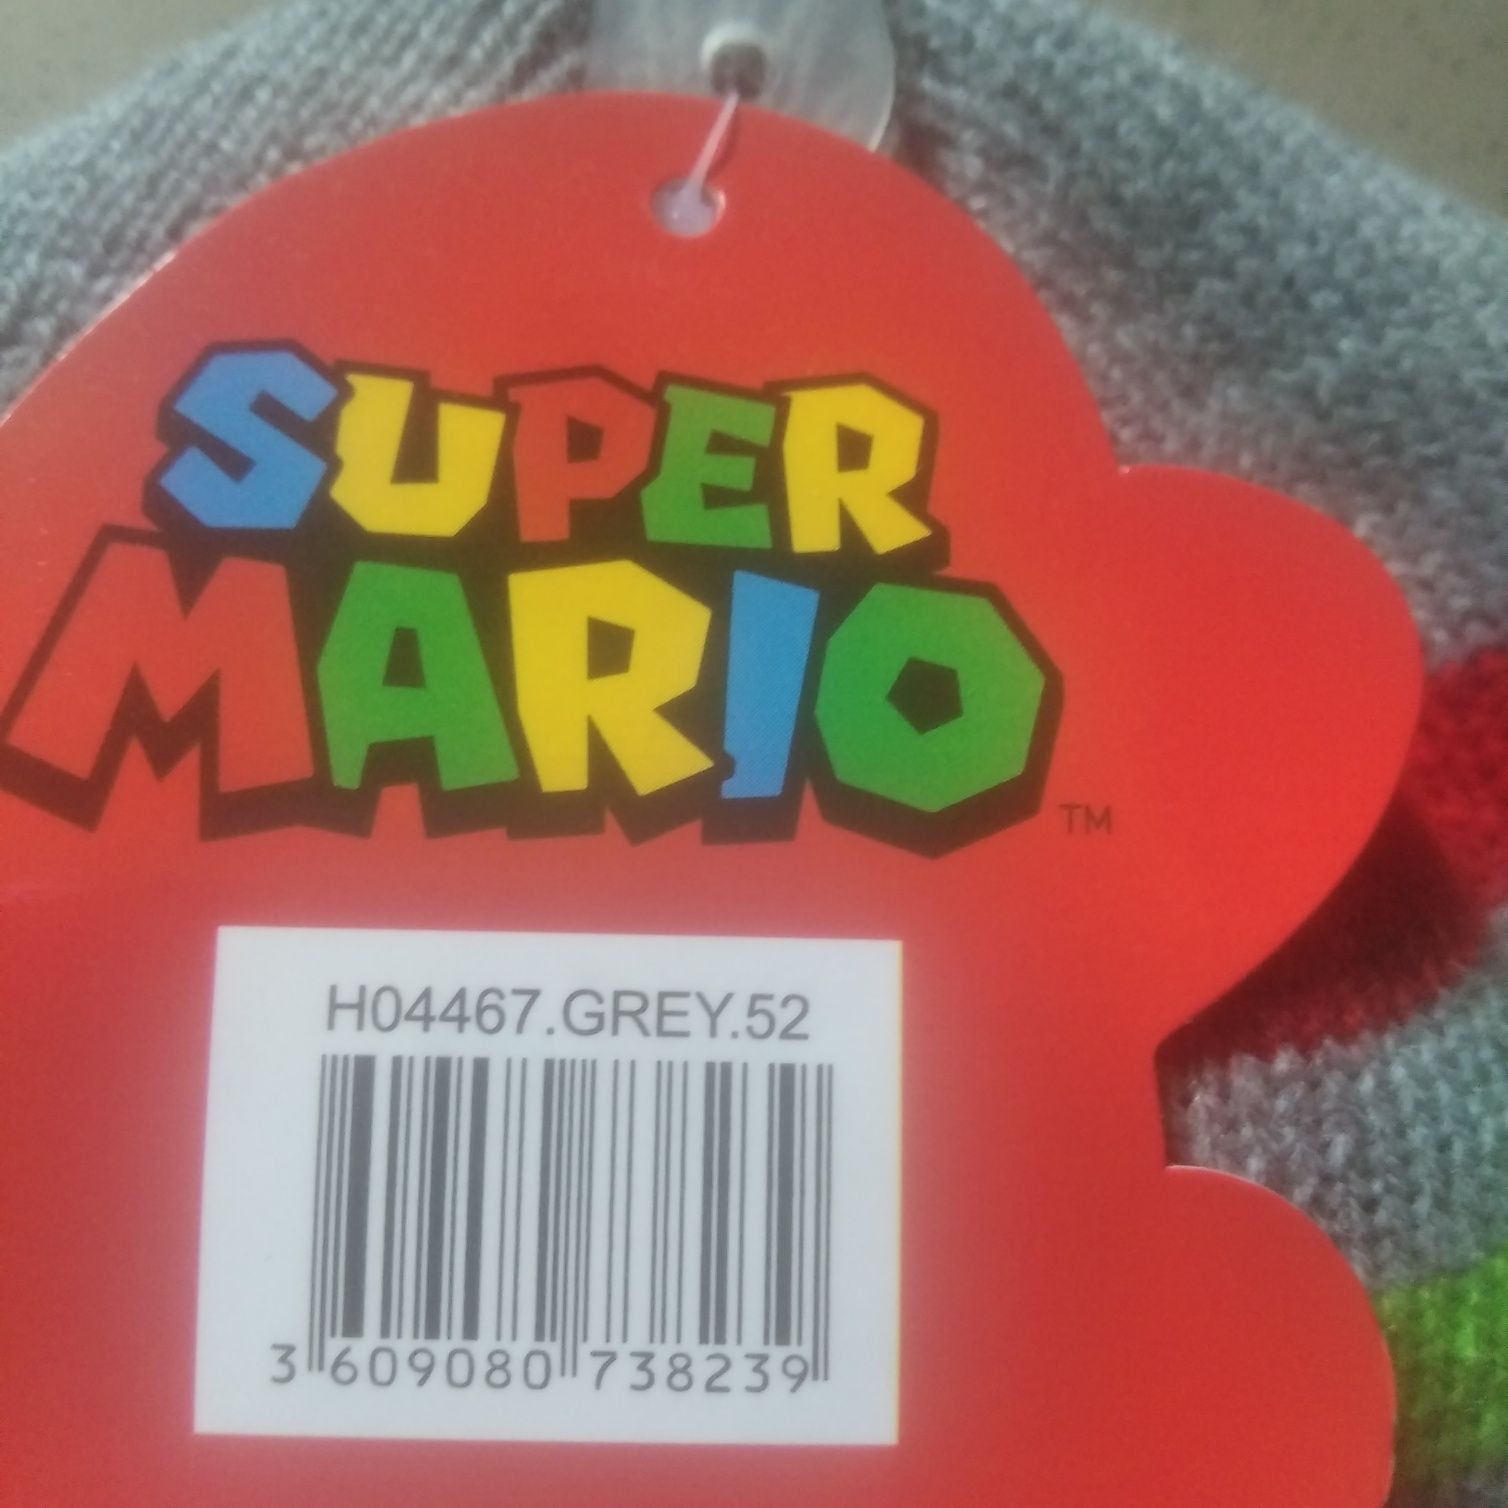 SUPER
MARIO
TM
H04467.GREY.52
3 609080 738239